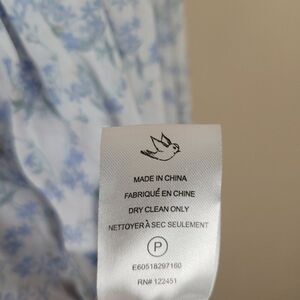 MADE IN CHINA
FABRIQUÉ EN CHINE
DRY CLEAN ONLY
NETTOYER À SEC SEULEMENT
P
E60518297160
RN# 122451